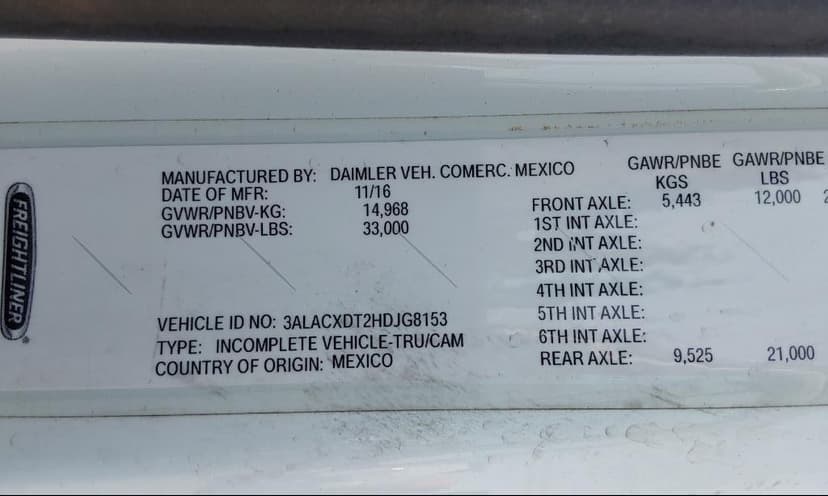 FREIGHTLINER
MANUFACTURED BY: DAIMLER VEH. COMERC. MEXICO
DATE OF MFR: 11/16
GVWR/PNBV-KG: 14,968
GVWR/PNBV-LBS: 33,000
VEHICLE ID NO: 3ALACXDT2HDJG8153
TYPE: INCOMPLETE VEHICLE-TRU/CAM
COUNTRY OF ORIGIN: MEXICO
GAWR/PNBE GAWR/PNBE
KGS LBS
FRONT AXLE: 5,443 12,000
1ST INT AXLE:
2ND INT AXLE:
3RD INT AXLE:
4TH INT AXLE:
5TH INT AXLE:
6TH INT AXLE:
REAR AXLE: 9,525 21,000